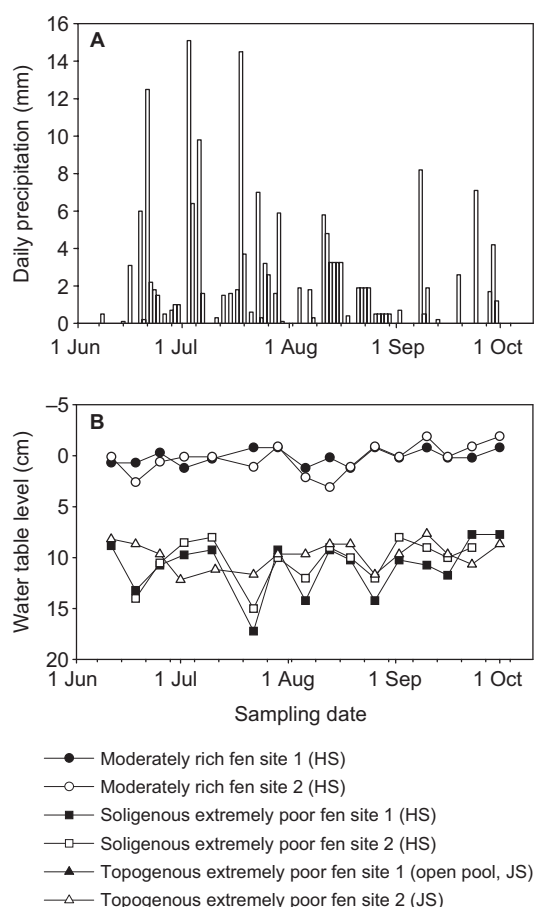 A
Daily precipitation (mm)
16
14
12
10
8
6
4
2
0
1 Jun
1 Jul
1 Aug
1 Sep
1 Oct
B
Water table level (cm)
–5
0
5
10
15
20
1 Jun
1 Jul
1 Aug
1 Sep
1 Oct
Sampling date
Moderately rich fen site 1 (HS)
Moderately rich fen site 2 (HS)
Soligenous extremely poor fen site 1 (HS)
Soligenous extremely poor fen site 2 (HS)
Topogenous extremely poor fen site 1 (open pool, JS)
Topogenous extremely poor fen site 2 (JS)